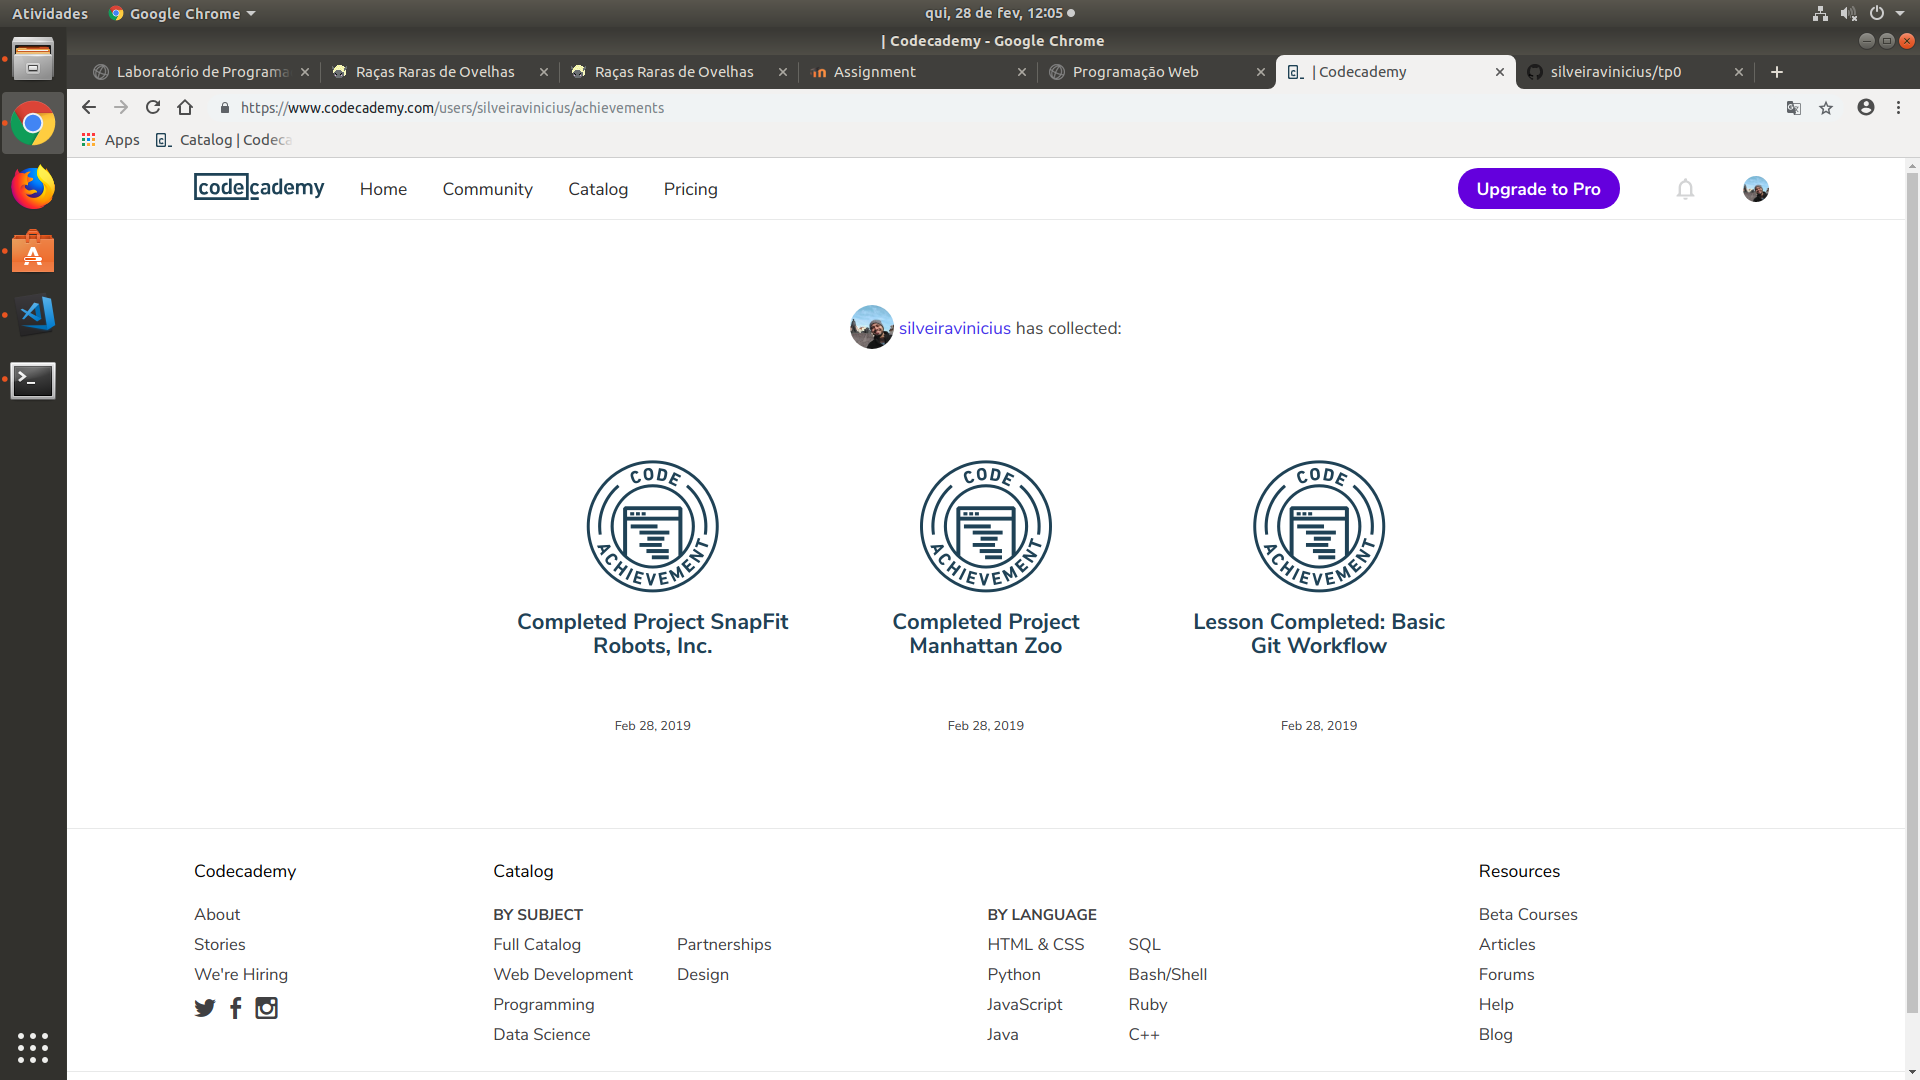 Atividades Google Chrome qui, 28 de fev, 12:05
| Codecademy - Google Chrome
Laboratório de Programa Raças Raras de Ovelhas Raças Raras de Ovelhas Assignment Programação Web | Codecademy silveiravinicius/tp0
https://www.codecademy.com/users/silveiravinicius/achievements
Apps Catalog | Codeca
codecademy Home Community Catalog Pricing Upgrade to Pro
silveiravinicius has collected:
CODE ACHIEVEMENT
CODE ACHIEVEMENT
CODE ACHIEVEMENT
Completed Project SnapFit
Robots, Inc.
Completed Project
Manhattan Zoo
Lesson Completed: Basic
Git Workflow
Feb 28, 2019 Feb 28, 2019 Feb 28, 2019
Codecademy
About
Stories
We're Hiring
Catalog
BY SUBJECT
Full Catalog
Web Development
Programming
Data Science
Partnerships
Design
BY LANGUAGE
HTML & CSS
Python
JavaScript
Java
SQL
Bash/Shell
Ruby
C++
Resources
Beta Courses
Articles
Forums
Help
Blog